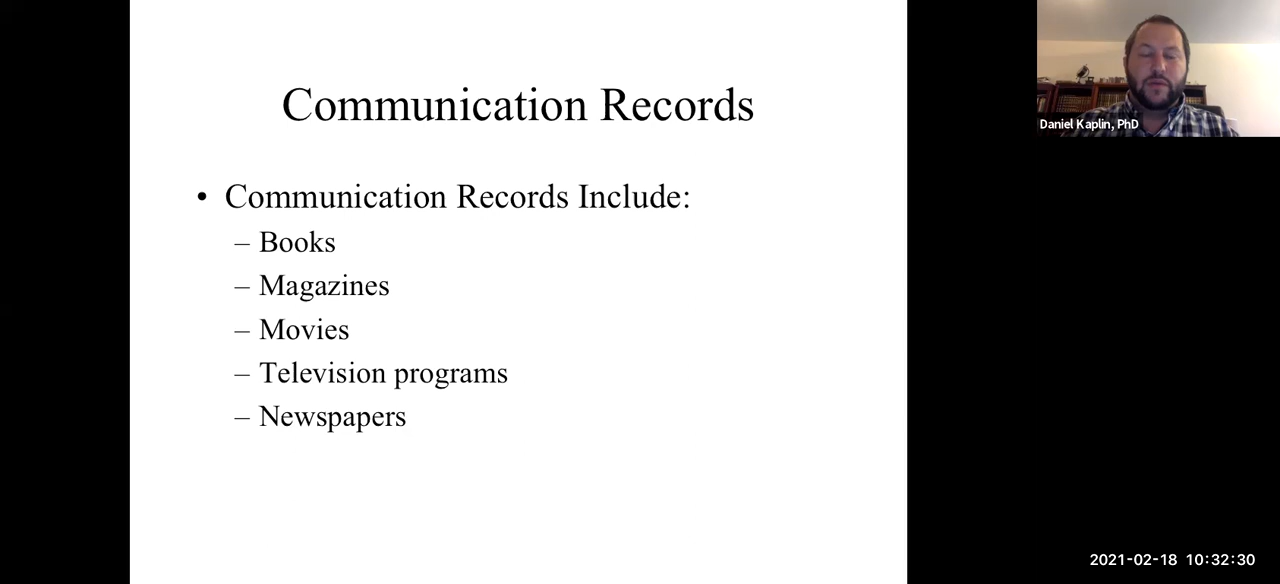 Communication Records
• Communication Records Include:
– Books
– Magazines
– Movies
– Television programs
– Newspapers
Daniel Kaplin, PhD
2021-02-18 10:32:30